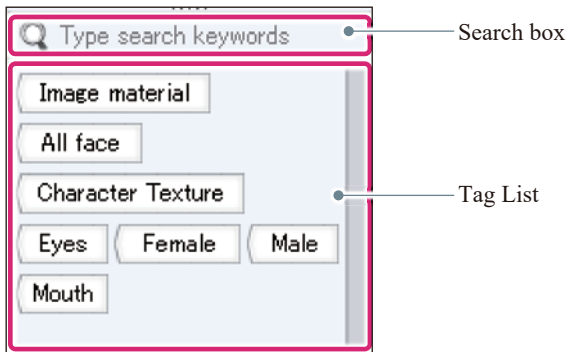 Type search keywords
Search box
Image material
All face
Character Texture
Tag List
Eyes Female Male
Mouth